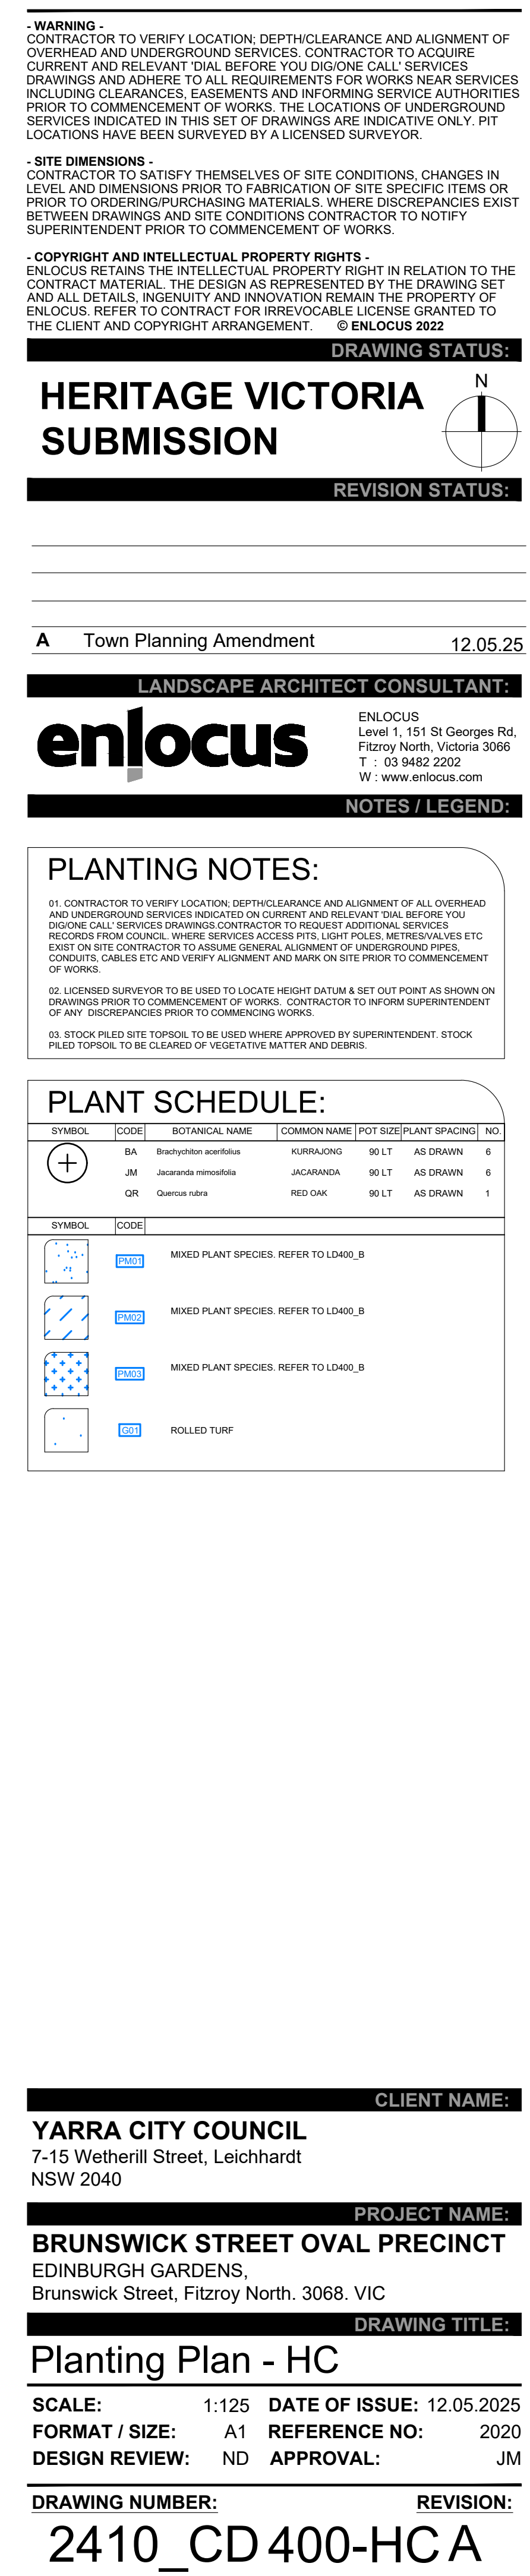 - WARNING -
CONTRACTOR TO VERIFY LOCATION; DEPTH/CLEARANCE AND ALIGNMENT OF
OVERHEAD AND UNDERGROUND SERVICES. CONTRACTOR TO ACQUIRE
CURRENT AND RELEVANT 'DIAL BEFORE YOU DIG/ONE CALL' SERVICES
DRAWINGS AND ADHERE TO ALL REQUIREMENTS FOR WORKS NEAR SERVICES
INCLUDING CLEARANCES, EASEMENTS AND INFORMING SERVICE AUTHORITIES
PRIOR TO COMMENCEMENT OF WORKS. THE LOCATIONS OF UNDERGROUND
SERVICES INDICATED IN THIS SET OF DRAWINGS ARE INDICATIVE ONLY. PIT
LOCATIONS HAVE BEEN SURVEYED BY A LICENSED SURVEYOR.
- SITE DIMENSIONS -
CONTRACTOR TO SATISFY THEMSELVES OF SITE CONDITIONS, CHANGES IN
LEVEL AND DIMENSIONS PRIOR TO FABRICATION OF SITE SPECIFIC ITEMS OR
PRIOR TO ORDERING/PURCHASING MATERIALS. WHERE DISCREPANCIES EXIST
BETWEEN DRAWINGS AND SITE CONDITIONS CONTRACTOR TO NOTIFY
SUPERINTENDENT PRIOR TO COMMENCEMENT OF WORKS.
- COPYRIGHT AND INTELLECTUAL PROPERTY RIGHTS -
ENLOCUS RETAINS THE INTELLECTUAL PROPERTY RIGHT IN RELATION TO THE
CONTRACT MATERIAL. THE DESIGN AS REPRESENTED BY THE DRAWING SET
AND ALL DETAILS, INGENUITY AND INNOVATION REMAIN THE PROPERTY OF
ENLOCUS. REFER TO CONTRACT FOR IRREVOCABLE LICENSE GRANTED TO
THE CLIENT AND COPYRIGHT ARRANGEMENT. © ENLOCUS 2022
DRAWING STATUS:
HERITAGE VICTORIA
SUBMISSION
N
REVISION STATUS:
A Town Planning Amendment 12.05.25
LANDSCAPE ARCHITECT CONSULTANT:
enlocus
ENLOCUS
Level 1, 151 St Georges Rd,
Fitzroy North, Victoria 3066
T : 03 9482 2202
W : www.enlocus.com
NOTES / LEGEND:
PLANTING NOTES:
01. CONTRACTOR TO VERIFY LOCATION; DEPTH/CLEARANCE AND ALIGNMENT OF ALL OVERHEAD
AND UNDERGROUND SERVICES INDICATED ON CURRENT AND RELEVANT 'DIAL BEFORE YOU
DIG/ONE CALL' SERVICES DRAWINGS.CONTRACTOR TO REQUEST ADDITIONAL SERVICES
RECORDS FROM COUNCIL. WHERE SERVICES ACCESS PITS, LIGHT POLES, METRES/VALVES ETC
EXIST ON SITE CONTRACTOR TO ASSUME GENERAL ALIGNMENT OF UNDERGROUND PIPES,
CONDUITS, CABLES ETC AND VERIFY ALIGNMENT AND MARK ON SITE PRIOR TO COMMENCEMENT
OF WORKS.
02. LICENSED SURVEYOR TO BE USED TO LOCATE HEIGHT DATUM & SET OUT POINT AS SHOWN ON
DRAWINGS PRIOR TO COMMENCEMENT OF WORKS. CONTRACTOR TO INFORM SUPERINTENDENT
OF ANY DISCREPANCIES PRIOR TO COMMENCING WORKS.
03. STOCK PILED SITE TOPSOIL TO BE USED WHERE APPROVED BY SUPERINTENDENT. STOCK
PILED TOPSOIL TO BE CLEARED OF VEGETATIVE MATTER AND DEBRIS.
PLANT SCHEDULE:
SYMBOL CODE BOTANICAL NAME COMMON NAME POT SIZE PLANT SPACING NO.
BA Brachychiton acerifolius KURRAJONG 90 LT AS DRAWN 6
JM Jacaranda mimosifolia JACARANDA 90 LT AS DRAWN 6
QR Quercus rubra RED OAK 90 LT AS DRAWN 1
SYMBOL CODE
PM01 MIXED PLANT SPECIES. REFER TO LD400_B
PM02 MIXED PLANT SPECIES. REFER TO LD400_B
PM03 MIXED PLANT SPECIES. REFER TO LD400_B
G01 ROLLED TURF
CLIENT NAME:
YARRA CITY COUNCIL
7-15 Wetherill Street, Leichhardt
NSW 2040
PROJECT NAME:
BRUNSWICK STREET OVAL PRECINCT
EDINBURGH GARDENS,
Brunswick Street, Fitzroy North. 3068. VIC
DRAWING TITLE:
Planting Plan - HC
SCALE: 1:125 DATE OF ISSUE: 12.05.2025
FORMAT / SIZE: A1 REFERENCE NO: 2020
DESIGN REVIEW: ND APPROVAL: JM
DRAWING NUMBER: REVISION:
2410_CD 400-HC A